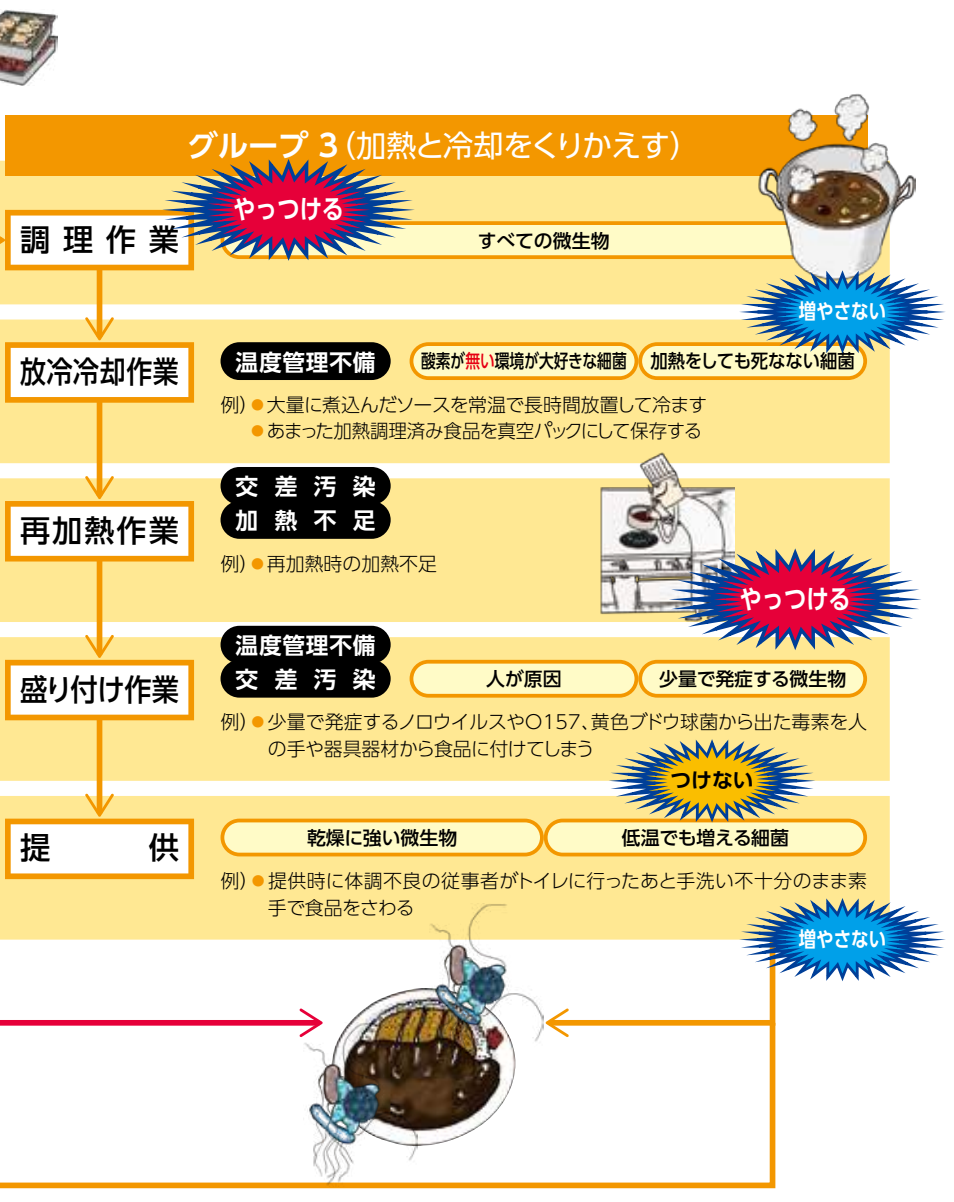 グループ 3(加熱と冷却をくりかえす)
やっつける
調理作業
すべての微生物
増やさない
放冷冷却作業
温度管理不備
酸素が無い環境が大好きな細菌
加熱をしても死なない細菌
例)●大量に煮込んだソースを常温で長時間放置して冷ます
●あまった加熱調理済み食品を真空パックにして保存する
再加熱作業
交差汚染
加熱不足
例)●再加熱時の加熱不足
やっつける
盛り付け作業
温度管理不備
交差汚染
人が原因
少量で発症する微生物
例)●少量で発症するノロウイルスやO157、黄色ブドウ球菌から出た毒素を人
の手や器具器材から食品に付けてしまう
つけない
提供
乾燥に強い微生物
低温でも増える細菌
例)●提供時に体調不良の従事者がトイレに行ったあと手洗い不十分のまま素
手で食品をさわる
増やさない